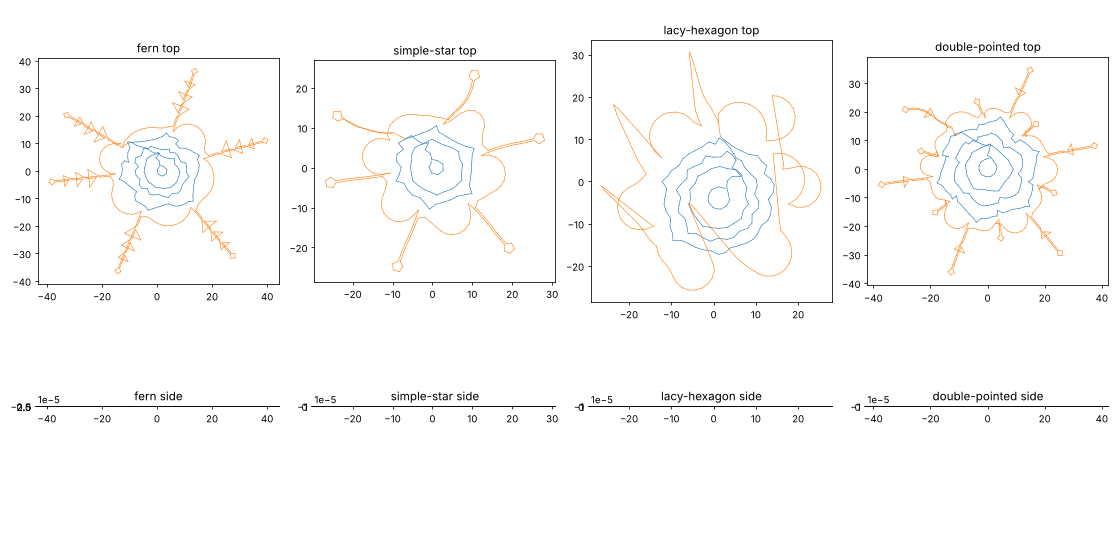 fern top
40
30
20
10
0
−10
−20
−30
−40
−40 −20 0 20 40
simple-star top
20
10
0
−10
−20
−20 −10 0 10 20 30
lacy-hexagon top
30
20
10
0
−10
−20
−20 −10 0 10 20
double-pointed top
30
20
10
0
−10
−20
−30
−40
−40 −20 0 20 40
fern side
1e−5
−40 −20 0 20 40
simple-star side
1e−5
−20 −10 0 10 20 30
lacy-hexagon side
1e−5
−20 −10 0 10 20
double-pointed side
1e−5
−40 −20 0 20 40